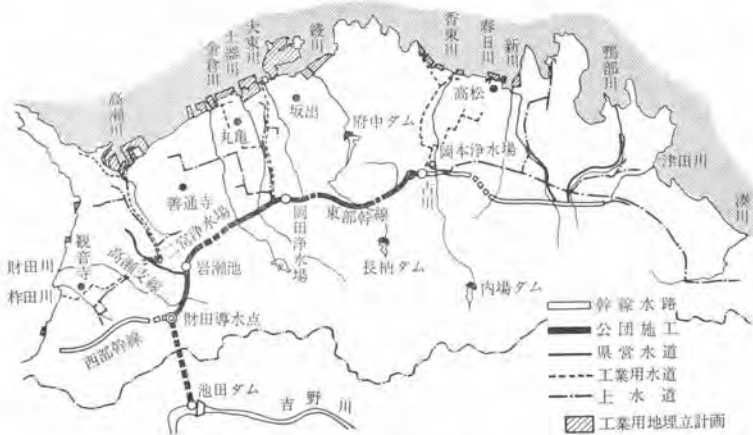 高瀬川
金倉川
土器川
大東川
綾川
香東川
春日川
新川
鴨部川
津田川
湊川
坂出
丸亀
善通寺
高松
府中ダム
岡本浄水場
古川
東部幹線
岡田浄水場
長柄ダム
内場ダム
一宮浄水場
高瀬支線
岩瀬池
財田川
観音寺
柞田川
財田導水点
西部幹線
池田ダム
吉野川
幹線水路
公団施工
県営水道
工業用水道
上水道
工業用地埋立計画